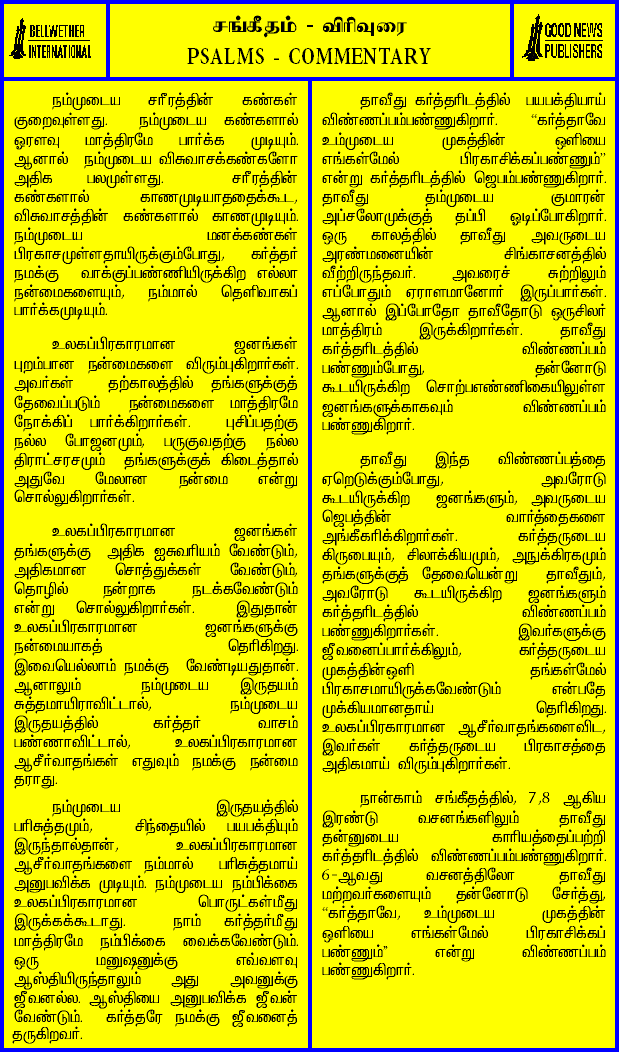 BELLWETHER
INTERNATIONAL
சங்கீதம் - விரிவுரை
PSALMS - COMMENTARY
GOOD NEWS
PUBLISHERS
நம்முடைய சரீரத்தின் கண்கள்
குறைவுள்ளது. நம்முடைய கண்களால்
ஓரளவு மாத்திரமே பார்க்க முடியும்.
ஆனால் நம்முடைய விசுவாசக்கண்களோ
அதிக பலமுள்ளது. சரீரத்தின்
கண்களால் காணமுடியாததைக்கூட,
விசுவாசத்தின் கண்களால் காணமுடியும்.
நம்முடைய மனக்கண்கள்
பிரகாசமுள்ளதாயிருக்கும்போது, கர்த்தர்
நமக்கு வாக்குப்பண்ணியிருக்கிற எல்லா
நன்மைகளையும், நம்மால் தெளிவாகப்
பார்க்கமுடியும்.
உலகப்பிரகாரமான ஜனங்கள்
புறம்பான நன்மைகளை விரும்புகிறார்கள்.
அவர்கள் தற்காலத்தில் தங்களுக்குத்
தேவைப்படும் நன்மைகளை மாத்திரமே
நோக்கிப் பார்க்கிறார்கள். புசிப்பதற்கு
நல்ல போஜனமும், பருகுவதற்கு நல்ல
திராட்சரசமும் தங்களுக்குக் கிடைத்தால்
அதுவே மேலான நன்மை என்று
சொல்லுகிறார்கள்.
உலகப்பிரகாரமான ஜனங்கள்
தங்களுக்கு அதிக ஐசுவரியம் வேண்டும்,
அதிகமான சொத்துக்கள் வேண்டும்,
தொழில் நன்றாக நடக்கவேண்டும்
என்று சொல்லுகிறார்கள். இதுதான்
உலகப்பிரகாரமான ஜனங்களுக்கு
நன்மையாகத் தெரிகிறது.
இவையெல்லாம் நமக்கு வேண்டியதுதான்.
ஆனாலும் நம்முடைய இருதயம்
சுத்தமாயிராவிட்டால், நம்முடைய
இருதயத்தில் கர்த்தர் வாசம்
பண்ணாவிட்டால், உலகப்பிரகாரமான
ஆசீர்வாதங்கள் எதுவும் நமக்கு நன்மை
தராது.
நம்முடைய இருதயத்தில்
பரிசுத்தமும், சிந்தையில் பயபக்தியும்
இருந்தால்தான், உலகப்பிரகாரமான
ஆசீர்வாதங்களை நம்மால் பரிசுத்தமாய்
அனுபவிக்க முடியும். நம்முடைய நம்பிக்கை
உலகப்பிரகாரமான பொருட்கள்மீது
இருக்கக்கூடாது. நாம் கர்த்தர்மீது
மாத்திரமே நம்பிக்கை வைக்கவேண்டும்.
ஒரு மனுஷனுக்கு எவ்வளவு
ஆஸ்தியிருந்தாலும் அது அவனுக்கு
ஜீவனல்ல. ஆஸ்தியை அனுபவிக்க ஜீவன்
வேண்டும். கர்த்தரே நமக்கு ஜீவனைத்
தருகிறவர்.
தாவீது கர்த்தரிடத்தில் பயபக்தியாய்
விண்ணப்பம்பண்ணுகிறார். “கர்த்தாவே
உம்முடைய முகத்தின் ஒளியை
எங்கள்மேல் பிரகாசிக்கப்பண்ணும்”
என்று கர்த்தரிடத்தில் ஜெபம்பண்ணுகிறார்.
தாவீது தம்முடைய குமாரன்
அப்சலோமுக்குத் தப்பி ஓடிப்போகிறார்.
ஒரு காலத்தில் தாவீது அவருடைய
அரண்மனையின் சிங்காசனத்தில்
வீற்றிருந்தவர். அவரைச் சுற்றிலும்
எப்போதும் ஏராளமானோர் இருப்பார்கள்.
ஆனால் இப்போதோ தாவீதோடு ஒருசிலர்
மாத்திரம் இருக்கிறார்கள். தாவீது
கர்த்தரிடத்தில் விண்ணப்பம்
பண்ணும்போது, தன்னோடு
கூடயிருக்கிற சொற்பஎண்ணிகையிலுள்ள
ஜனங்களுக்காகவும் விண்ணப்பம்
பண்ணுகிறார்.
தாவீது இந்த விண்ணப்பத்தை
ஏறெடுக்கும்போது, அவரோடு
கூடயிருக்கிற ஜனங்களும், அவருடைய
ஜெபத்தின் வார்த்தைகளை
அங்கீகரிக்கிறார்கள். கர்த்தருடைய
கிருபையும், சிலாக்கியமும், அநுக்கிரகமும்
தங்களுக்குத் தேவையென்று தாவீதும்,
அவரோடு கூடயிருக்கிற ஜனங்களும்
கர்த்தரிடத்தில் விண்ணப்பம்
பண்ணுகிறார்கள். இவர்களுக்கு
ஜீவனைப்பார்க்கிலும், கர்த்தருடைய
முகத்தின்ஒளி தங்கள்மேல்
பிரகாசமாயிருக்கவேண்டும் என்பதே
முக்கியமானதாய் தெரிகிறது.
உலகப்பிரகாரமான ஆசீர்வாதங்களைவிட,
இவர்கள் கர்த்தருடைய பிரகாசத்தை
அதிகமாய் விரும்புகிறார்கள்.
நான்காம் சங்கீதத்தில், 7,8 ஆகிய
இரண்டு வசனங்களிலும் தாவீது
தன்னுடைய காரியத்தைப்பற்றி
கர்த்தரிடத்தில் விண்ணப்பம்பண்ணுகிறார்.
6-ஆவது வசனத்திலோ தாவீது
மற்றவர்களையும் தன்னோடு சேர்த்து,
“கர்த்தாவே, உம்முடைய முகத்தின்
ஒளியை எங்கள்மேல் பிரகாசிக்கப்
பண்ணும்” என்று விண்ணப்பம்
பண்ணுகிறார்.